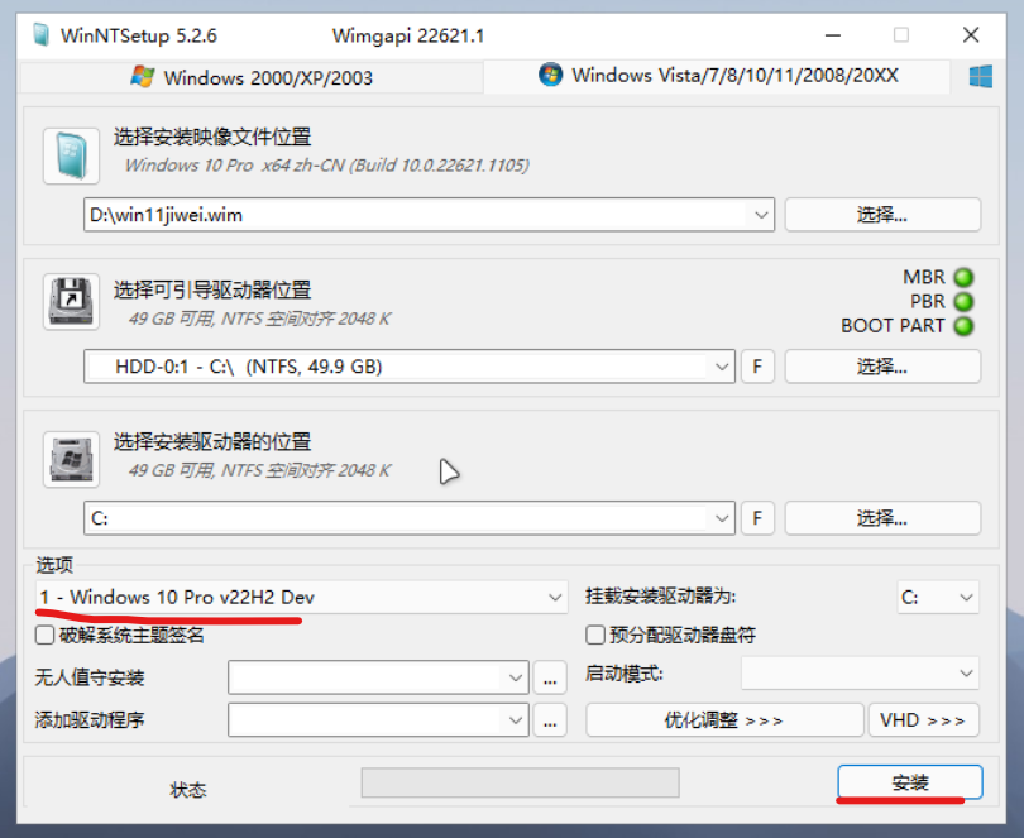 WinNTSetup 5.2.6 Wimgapi 22621.1
Windows 2000/XP/2003 Windows Vista/7/8/10/11/2008/20XX
选择安装映像文件位置
Windows 10 Pro x64 zh-CN (Build 10.0.22621.1105)
D:\win11jiwei.wim 选择...
选择可引导驱动器位置 MBR
49 GB 可用, NTFS 空间对齐 2048 K PBR
BOOT PART
HDD-0:1 - C:\ (NTFS, 49.9 GB) F 选择...
选择安装驱动器的位置
49 GB 可用, NTFS 空间对齐 2048 K
C: F 选择...
选项
1 - Windows 10 Pro v22H2 Dev 挂载安装驱动器为: C:
破解系统主题签名 预分配驱动器盘符
无人值守安装 ... 启动模式:
添加驱动程序 ... 优化调整 >>> VHD >>>
状态 安装